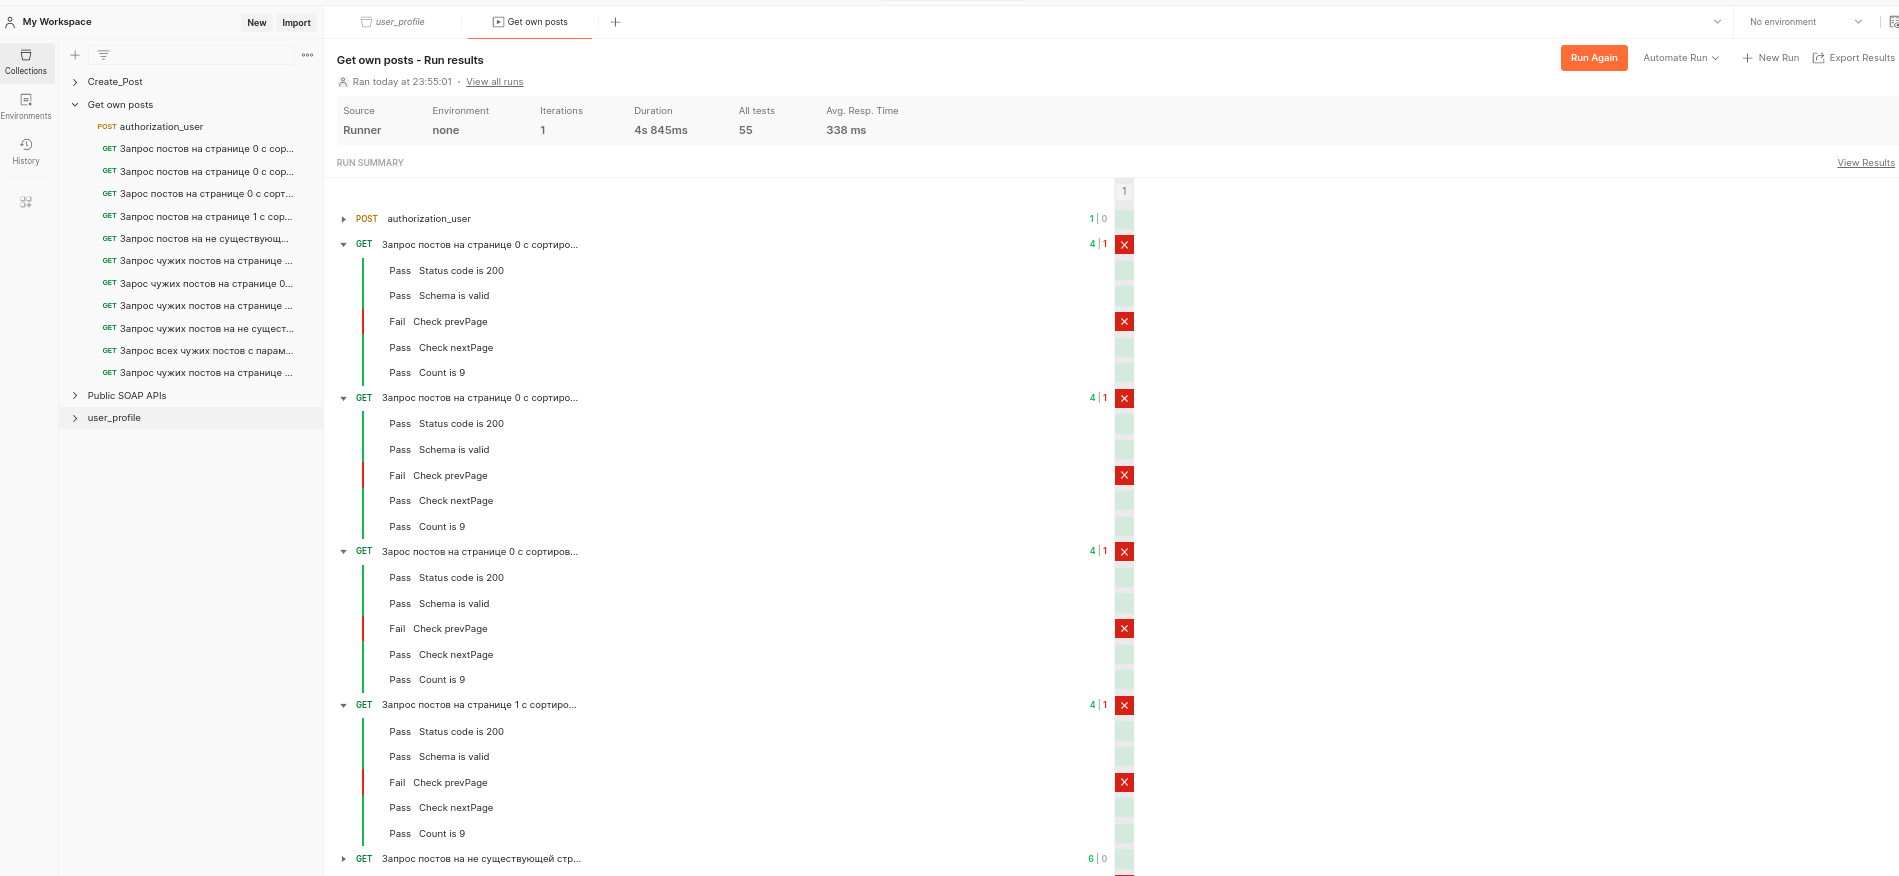 My Workspace
New
Import
user_profile
Get own posts
No environment
Collections
Environments
History
Create_Post
Get own posts
POST authorization_user
GET Запрос постов на странице 0 с сор...
GET Запрос постов на странице 0 с сор...
GET Зарос постов на странице 0 с сорт...
GET Запрос постов на странице 1 с сор...
GET Запрос постов на не существующ...
GET Запрос чужих постов на странице ...
GET Зарос чужих постов на странице 0...
GET Запрос чужих постов на странице ...
GET Запрос чужих постов на не сущест...
GET Запрос всех чужих постов с парам...
GET Запрос чужих постов на странице ...
Public SOAP APIs
user_profile
Get own posts - Run results
Run Again
Automate Run
New Run
Export Results
Ran today at 23:55:01 · View all runs
Source Environment Iterations Duration All tests Avg. Resp. Time
Runner none 1 4s 845ms 55 338 ms
RUN SUMMARY
View Results
1
POST authorization_user 1 | 0
GET Запрос постов на странице 0 с сортиро... 4 | 1
Pass Status code is 200
Pass Schema is valid
Fail Check prevPage
Pass Check nextPage
Pass Count is 9
GET Запрос постов на странице 0 с сортиро... 4 | 1
Pass Status code is 200
Pass Schema is valid
Fail Check prevPage
Pass Check nextPage
Pass Count is 9
GET Зарос постов на странице 0 с сортиров... 4 | 1
Pass Status code is 200
Pass Schema is valid
Fail Check prevPage
Pass Check nextPage
Pass Count is 9
GET Запрос постов на странице 1 с сортиро... 4 | 1
Pass Status code is 200
Pass Schema is valid
Fail Check prevPage
Pass Check nextPage
Pass Count is 9
GET Запрос постов на не существующей стр... 6 | 0